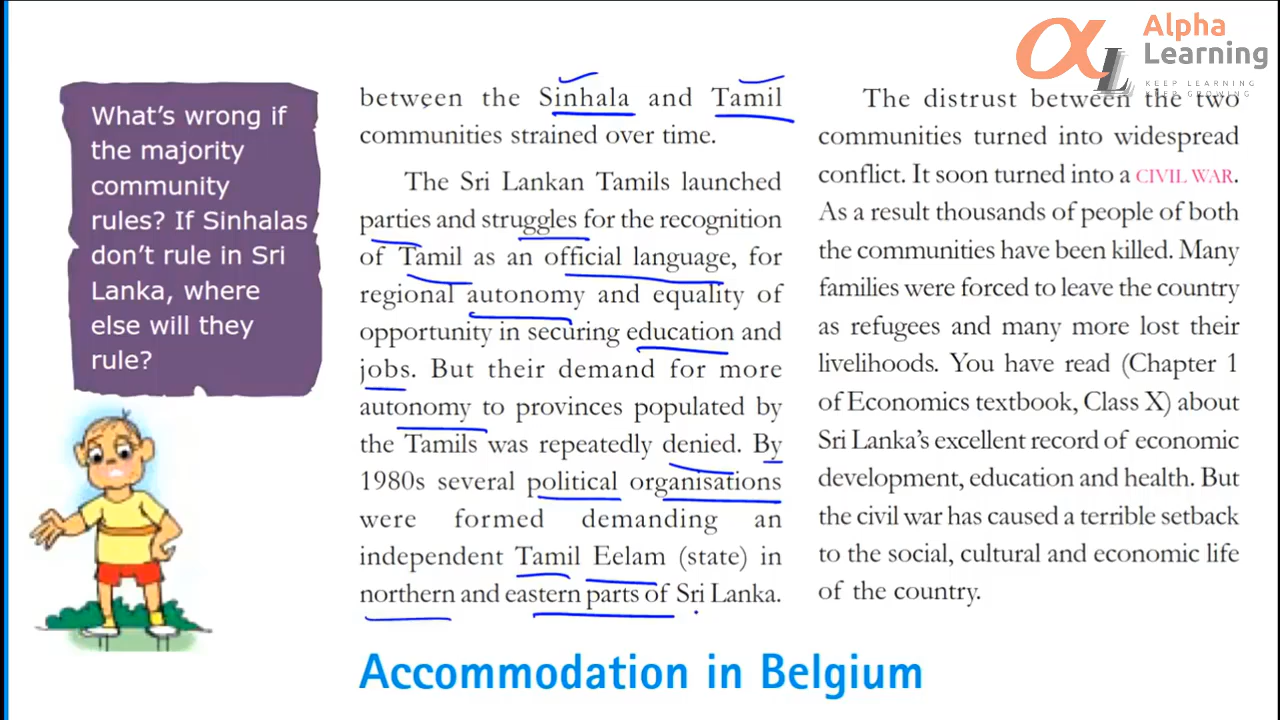 Alpha
Learning
KEEP LEARNING
KEEP GROWING
What's wrong if
the majority
community
rules? If Sinhalas
don't rule in Sri
Lanka, where
else will they
rule?
between the Sinhala and Tamil
communities strained over time.
The Sri Lankan Tamils launched
parties and struggles for the recognition
of Tamil as an official language, for
regional autonomy and equality of
opportunity in securing education and
jobs. But their demand for more
autonomy to provinces populated by
the Tamils was repeatedly denied. By
1980s several political organisations
were formed demanding an
independent Tamil Eelam (state) in
northern and eastern parts of Sri Lanka.
The distrust between the two
communities turned into widespread
conflict. It soon turned into a CIVIL WAR.
As a result thousands of people of both
the communities have been killed. Many
families were forced to leave the country
as refugees and many more lost their
livelihoods. You have read (Chapter 1
of Economics textbook, Class X) about
Sri Lanka's excellent record of economic
development, education and health. But
the civil war has caused a terrible setback
to the social, cultural and economic life
of the country.
Accommodation in Belgium